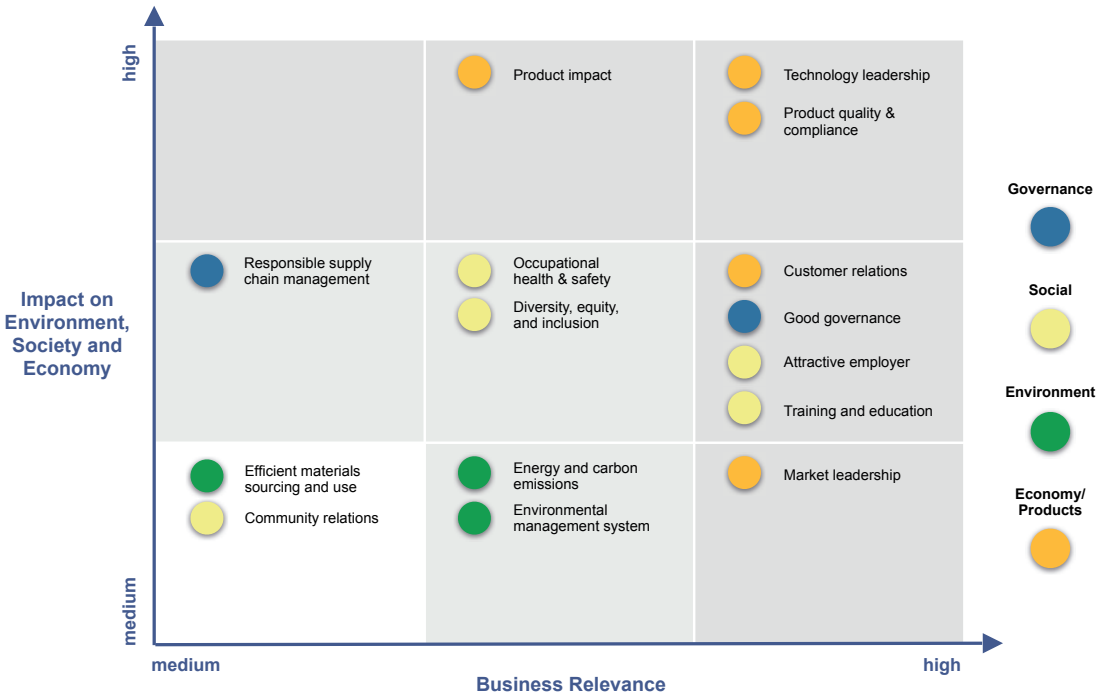 high
Product impact
Technology leadership
Product quality &
compliance
Governance
Responsible supply
chain management
Occupational
health & safety
Diversity, equity,
and inclusion
Customer relations
Good governance
Attractive employer
Training and education
Social
Impact on
Environment,
Society and
Economy
Environment
Efficient materials
sourcing and use
Community relations
Energy and carbon
emissions
Environmental
management system
Market leadership
Economy/
Products
medium
medium
high
Business Relevance